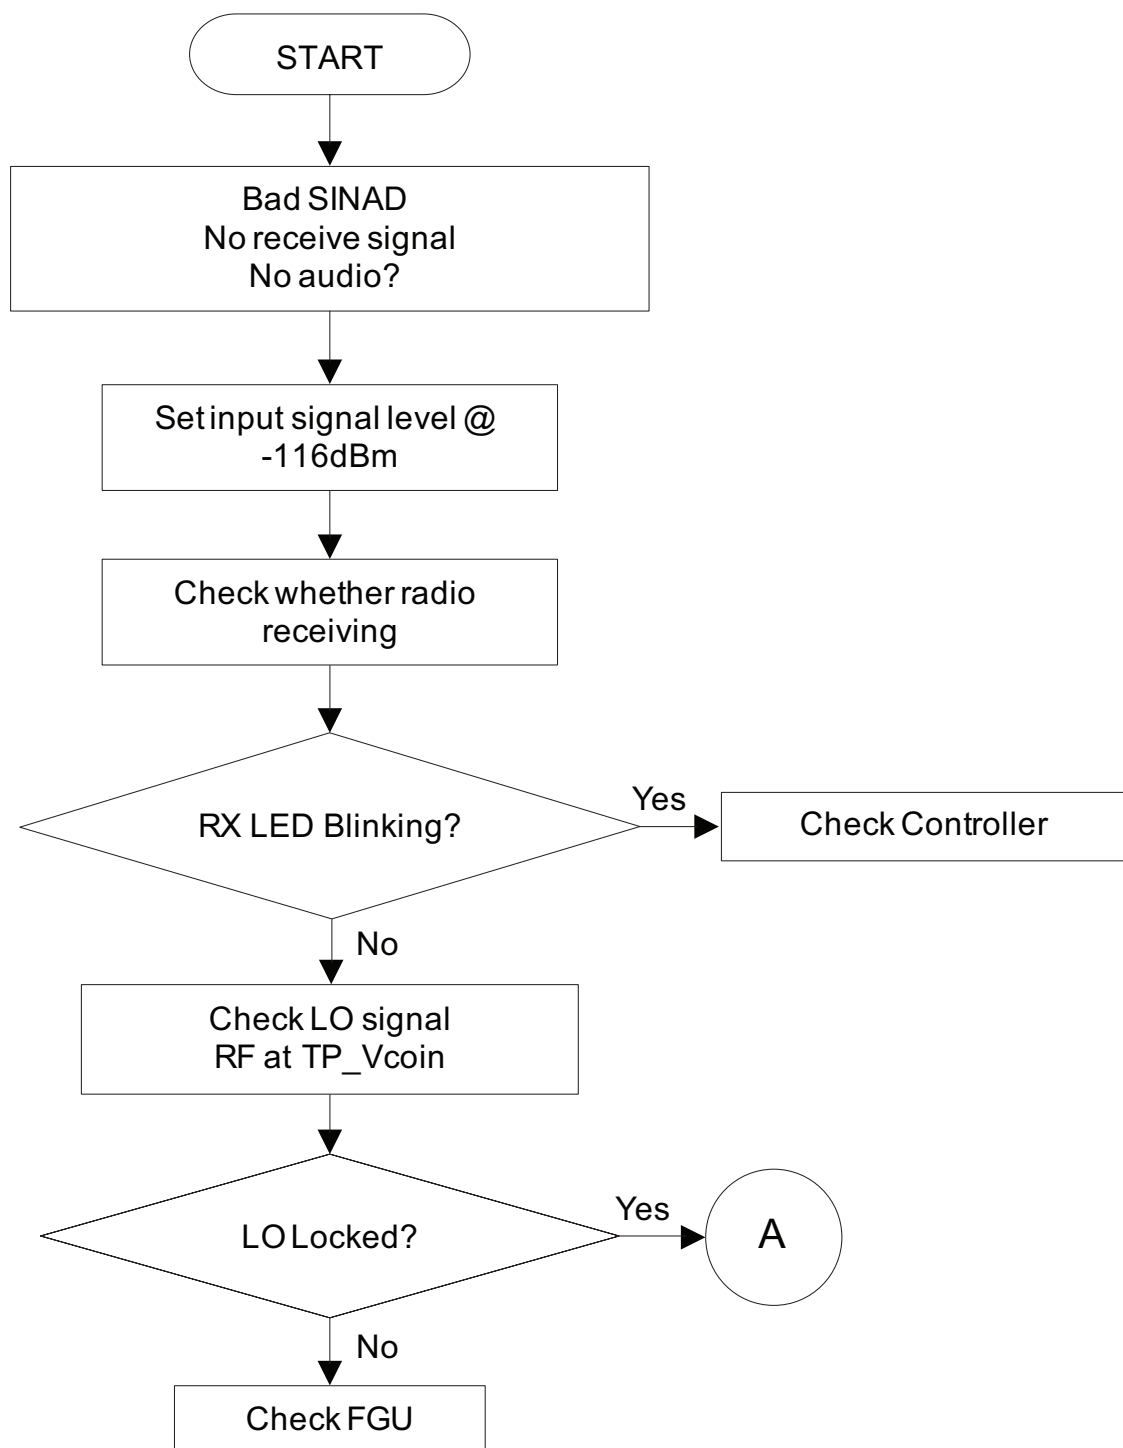 START
Bad SINAD
No receive signal
No audio?
Set input signal level @
-116dBm
Check whether radio
receiving
RX LED Blinking?
Yes
Check Controller
No
Check LO signal
RF at TP_Vcoin
LO Locked?
Yes
A
No
Check FGU